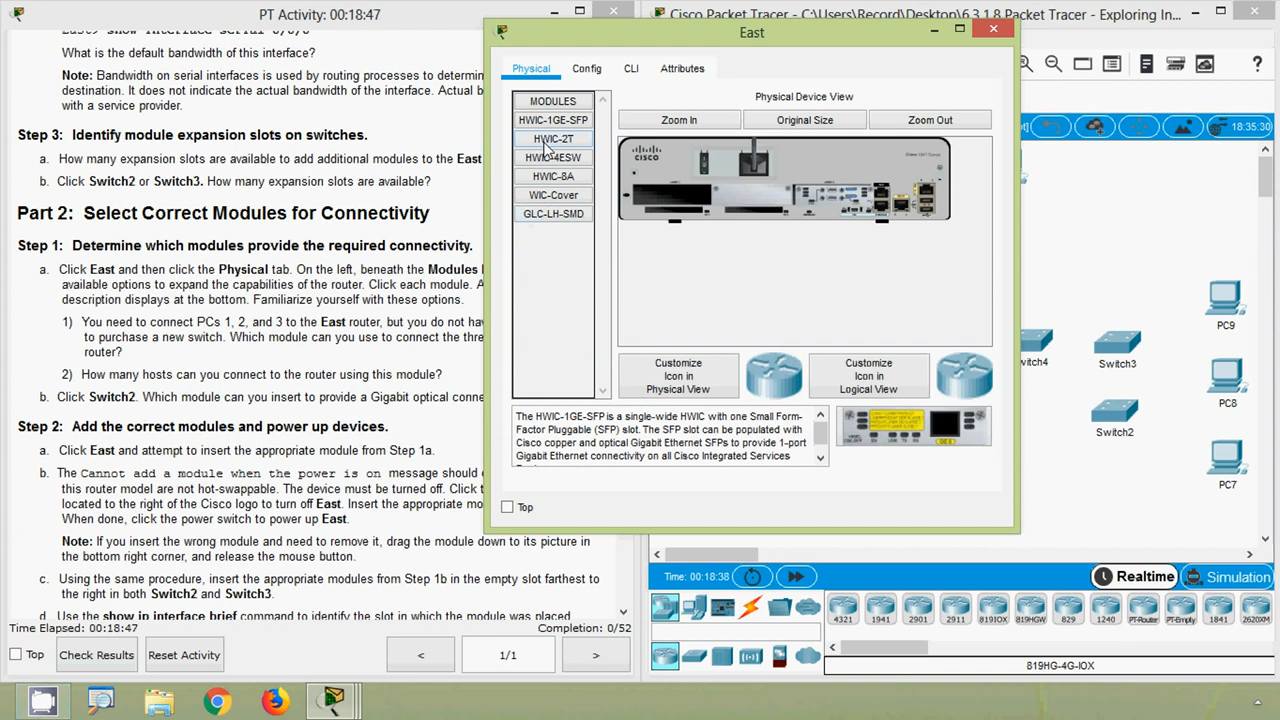 PT Activity: 00:18:47
East> show interface serial 0/0/0
What is the default bandwidth of this interface?
Note: Bandwidth on serial interfaces is used by routing processes to determ
destination. It does not indicate the actual bandwidth of the interface. Actual b
with a service provider.
Step 3: Identify module expansion slots on switches.
a. How many expansion slots are available to add additional modules to the East
b. Click Switch2 or Switch3. How many expansion slots are available?
Part 2: Select Correct Modules for Connectivity
Step 1: Determine which modules provide the required connectivity.
a. Click East and then click the Physical tab. On the left, beneath the Modules
available options to expand the capabilities of the router. Click each module. A
description displays at the bottom. Familiarize yourself with these options.
1) You need to connect PCs 1, 2, and 3 to the East router, but you do not hav
to purchase a new switch. Which module can you use to connect the thre
router?
2) How many hosts can you connect to the router using this module?
b. Click Switch2. Which module can you insert to provide a Gigabit optical conne
Step 2: Add the correct modules and power up devices.
a. Click East and attempt to insert the appropriate module from Step 1a.
b. The Cannot add a module when the power is on message should
this router model are not hot-swappable. The device must be turned off. Click t
located to the right of the Cisco logo to turn off East. Insert the appropriate mo
When done, click the power switch to power up East.
Note: If you insert the wrong module and need to remove it, drag the module down to its picture in
the bottom right corner, and release the mouse button.
c. Using the same procedure, insert the appropriate modules from Step 1b in the empty slot farthest to
the right in both Switch2 and Switch3.
d. Use the show ip interface brief command to identify the slot in which the module was placed
Time Elapsed: 00:18:47
Completion: 0/52
Top
Check Results
Reset Activity
<
1/1
>
East
Physical
Config
CLI
Attributes
MODULES
HWIC-1GE-SFP
HWIC-2T
HWIC-4ESW
HWIC-8A
WIC-Cover
GLC-LH-SMD
Physical Device View
Zoom In
Original Size
Zoom Out
CISCO
Customize
Icon in
Physical View
Customize
Icon in
Logical View
The HWIC-1GE-SFP is a single-wide HWIC with one Small Form-
Factor Pluggable (SFP) slot. The SFP slot can be populated with
Cisco copper and optical Gigabit Ethernet SFPs to provide 1-port
Gigabit Ethernet connectivity on all Cisco Integrated Services
Top
Cisco Packet Tracer - C:\Users\Record\Desktop\6.3.1.8 Packet Tracer - Exploring In...
?
18:35:30
PC9
Switch3
PC8
Switch2
PC7
Time: 00:18:38
Realtime
Simulation
4321
1941
2901
2911
819IOX
819HGW
829
1240
PT-Router
PT-Empty
1841
2620XM
819HG-4G-IOX